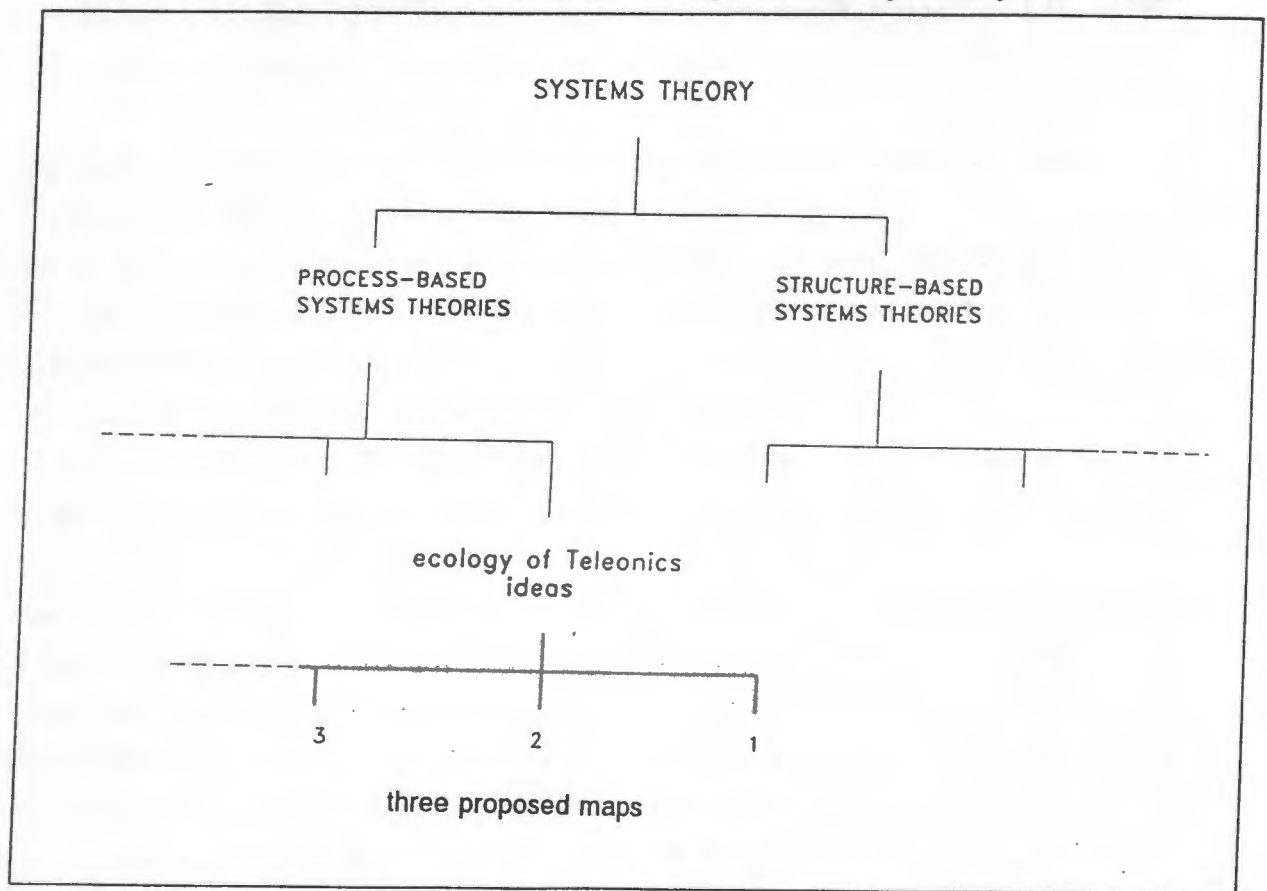 SYSTEMS THEORY
PROCESS-BASED
SYSTEMS THEORIES
STRUCTURE-BASED
SYSTEMS THEORIES
ecology of Teleonics
ideas
3 2 1
three proposed maps